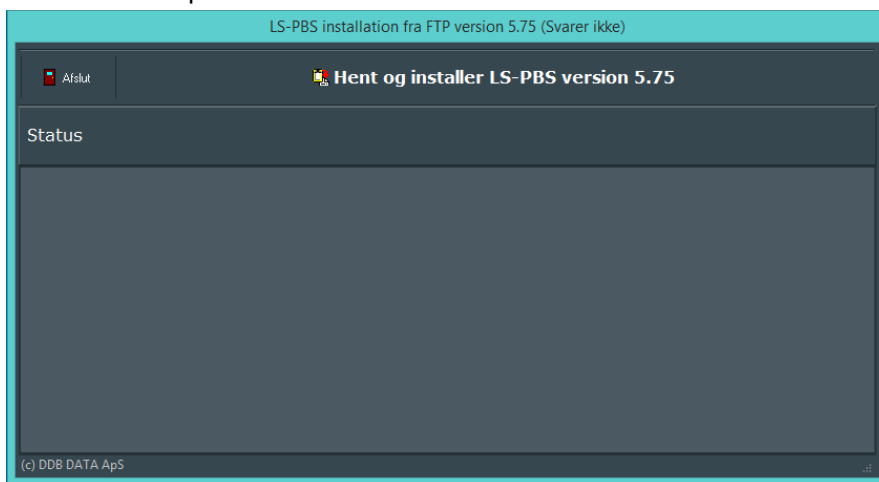 LS-PBS installation fra FTP version 5.75 (Svarer ikke)
Afslut
Hent og installer LS-PBS version 5.75
Status
(c) DDB DATA ApS